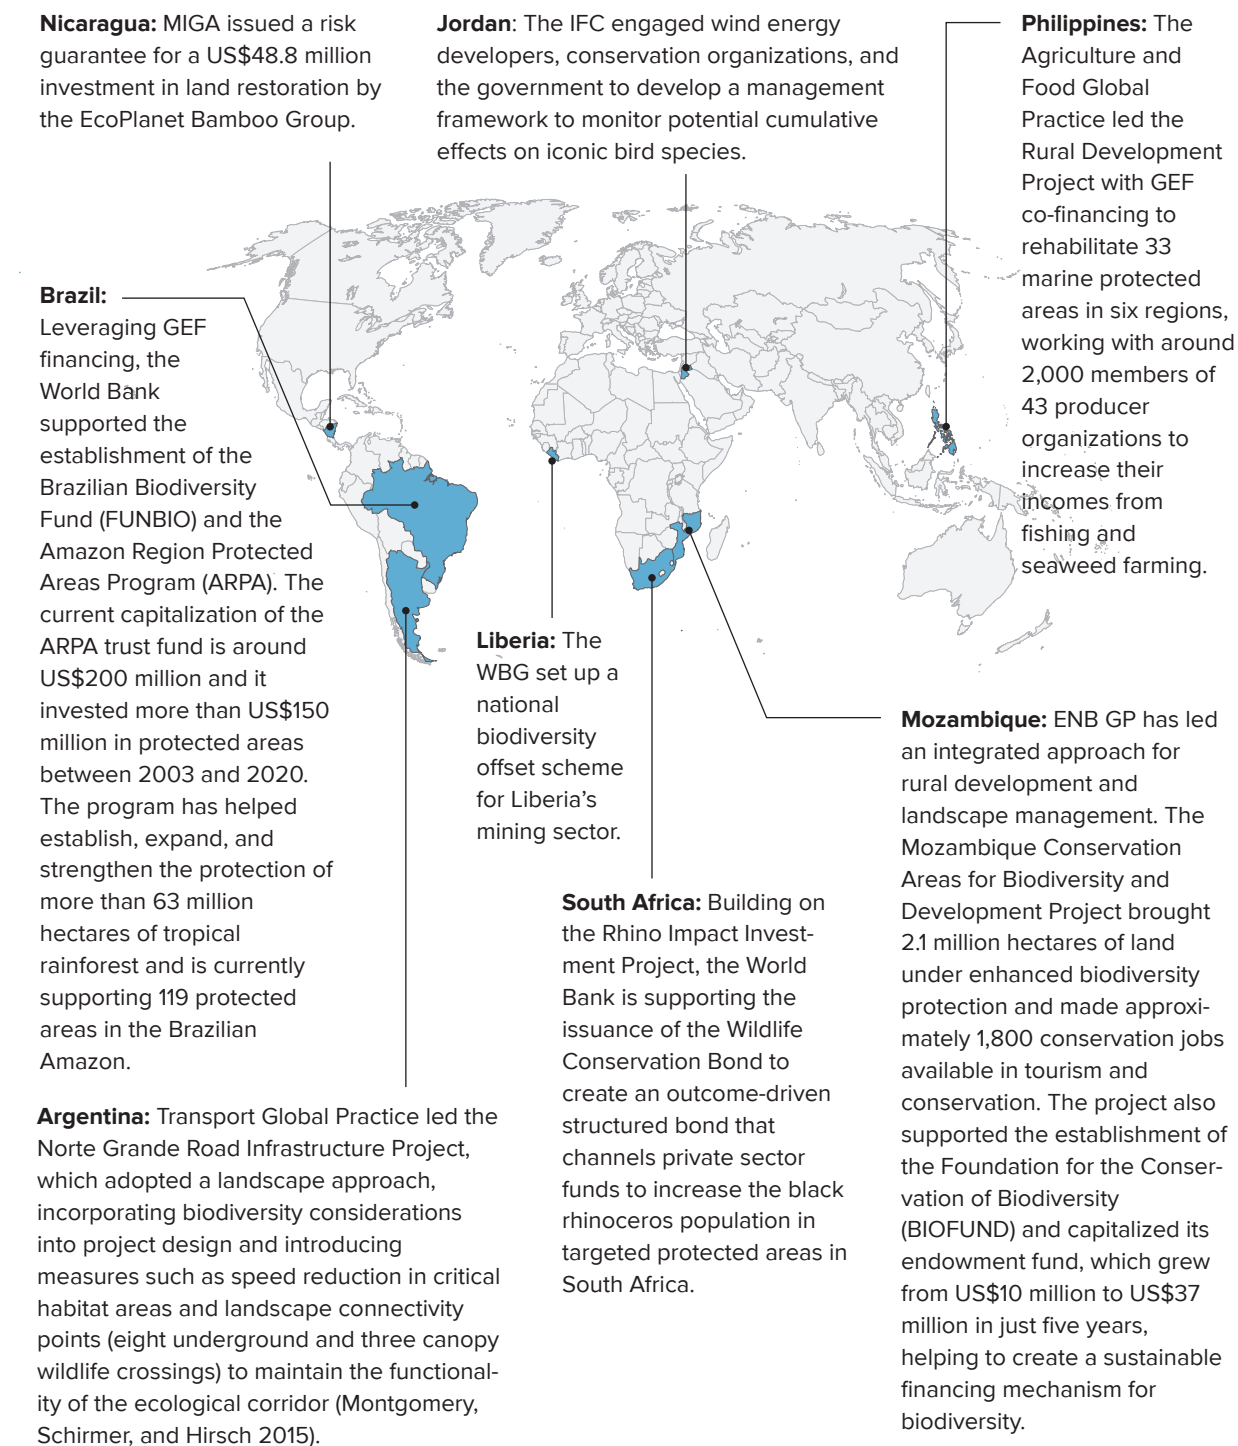 Nicaragua: MIGA issued a risk
guarantee for a US$48.8 million
investment in land restoration by
the EcoPlanet Bamboo Group.
Jordan: The IFC engaged wind energy
developers, conservation organizations, and
the government to develop a management
framework to monitor potential cumulative
effects on iconic bird species.
Philippines: The
Agriculture and
Food Global
Practice led the
Rural Development
Project with GEF
co-financing to
rehabilitate 33
marine protected
areas in six regions,
working with around
2,000 members of
43 producer
organizations to
increase their
incomes from
fishing and
seaweed farming.
Brazil:
Leveraging GEF
financing, the
World Bank
supported the
establishment of the
Brazilian Biodiversity
Fund (FUNBIO) and the
Amazon Region Protected
Areas Program (ARPA). The
current capitalization of the
ARPA trust fund is around
US$200 million and it
invested more than US$150
million in protected areas
between 2003 and 2020.
The program has helped
establish, expand, and
strengthen the protection of
more than 63 million
hectares of tropical
rainforest and is currently
supporting 119 protected
areas in the Brazilian
Amazon.
Liberia: The
WBG set up a
national
biodiversity
offset scheme
for Liberia's
mining sector.
Mozambique: ENB GP has led
an integrated approach for
rural development and
landscape management. The
Mozambique Conservation
Areas for Biodiversity and
Development Project brought
2.1 million hectares of land
under enhanced biodiversity
protection and made approxi-
mately 1,800 conservation jobs
available in tourism and
conservation. The project also
supported the establishment of
the Foundation for the Conser-
vation of Biodiversity
(BIOFUND) and capitalized its
endowment fund, which grew
from US$10 million to US$37
million in just five years,
helping to create a sustainable
financing mechanism for
biodiversity.
South Africa: Building on
the Rhino Impact Invest-
ment Project, the World
Bank is supporting the
issuance of the Wildlife
Conservation Bond to
create an outcome-driven
structured bond that
channels private sector
funds to increase the black
rhinoceros population in
targeted protected areas in
South Africa.
Argentina: Transport Global Practice led the
Norte Grande Road Infrastructure Project,
which adopted a landscape approach,
incorporating biodiversity considerations
into project design and introducing
measures such as speed reduction in critical
habitat areas and landscape connectivity
points (eight underground and three canopy
wildlife crossings) to maintain the functional-
ity of the ecological corridor (Montgomery,
Schirmer, and Hirsch 2015).